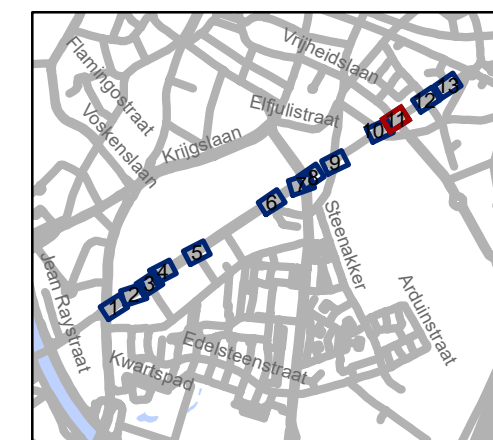 Vrijheidslaan
Flamingostraat
Elfjulistraat
Voskenslaan
Krijgslaan
13
12
11
10
9
8
7
6
5
4
3
2
1
Steenakker
Jean Raystraat
Arduinstraat
Edelsteenstraat
Kwartspad